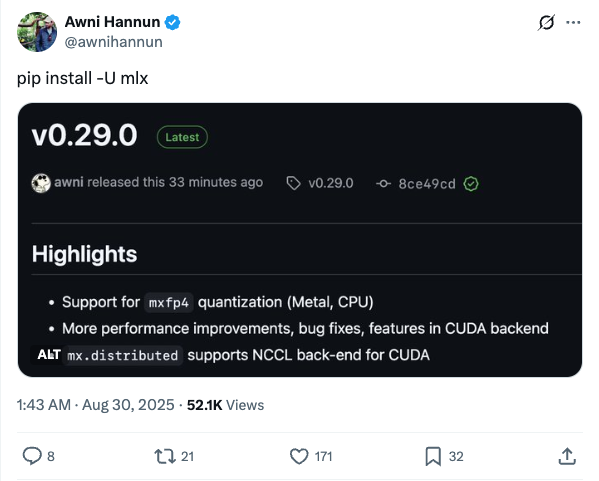 Awni Hannun
@awnihannun
pip install -U mlx
v0.29.0 Latest
awni released this 33 minutes ago v0.29.0 8ce49cd
Highlights
• Support for mxfp4 quantization (Metal, CPU)
• More performance improvements, bug fixes, features in CUDA backend
ALT mx.distributed supports NCCL back-end for CUDA
1:43 AM · Aug 30, 2025 · 52.1K Views
8 21 171 32